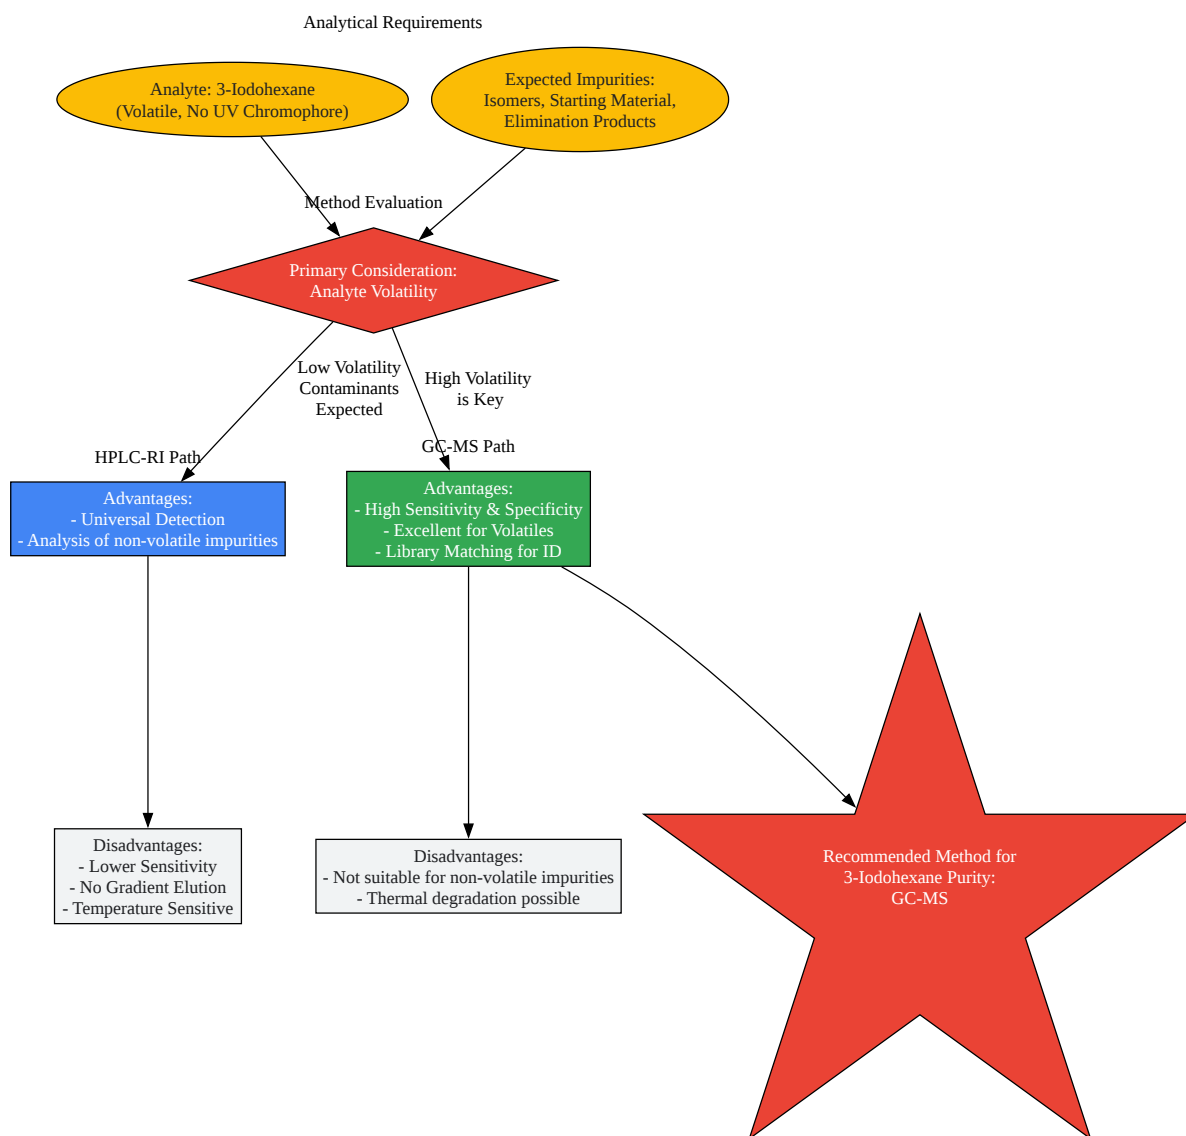 Analytical Requirements
Analyte: 3-Iodohexane
(Volatile, No UV Chromophore)
Expected Impurities:
Isomers, Starting Material,
Elimination Products
Method Evaluation
Primary Consideration:
Analyte Volatility
Low Volatility
Contaminants
Expected
High Volatility
is Key
HPLC-RI Path
GC-MS Path
Advantages:
- Universal Detection
- Analysis of non-volatile impurities
Advantages:
- High Sensitivity & Specificity
- Excellent for Volatiles
- Library Matching for ID
Disadvantages:
- Lower Sensitivity
- No Gradient Elution
- Temperature Sensitive
Disadvantages:
- Not suitable for non-volatile impurities
- Thermal degradation possible
Recommended Method for
3-Iodohexane Purity:
GC-MS